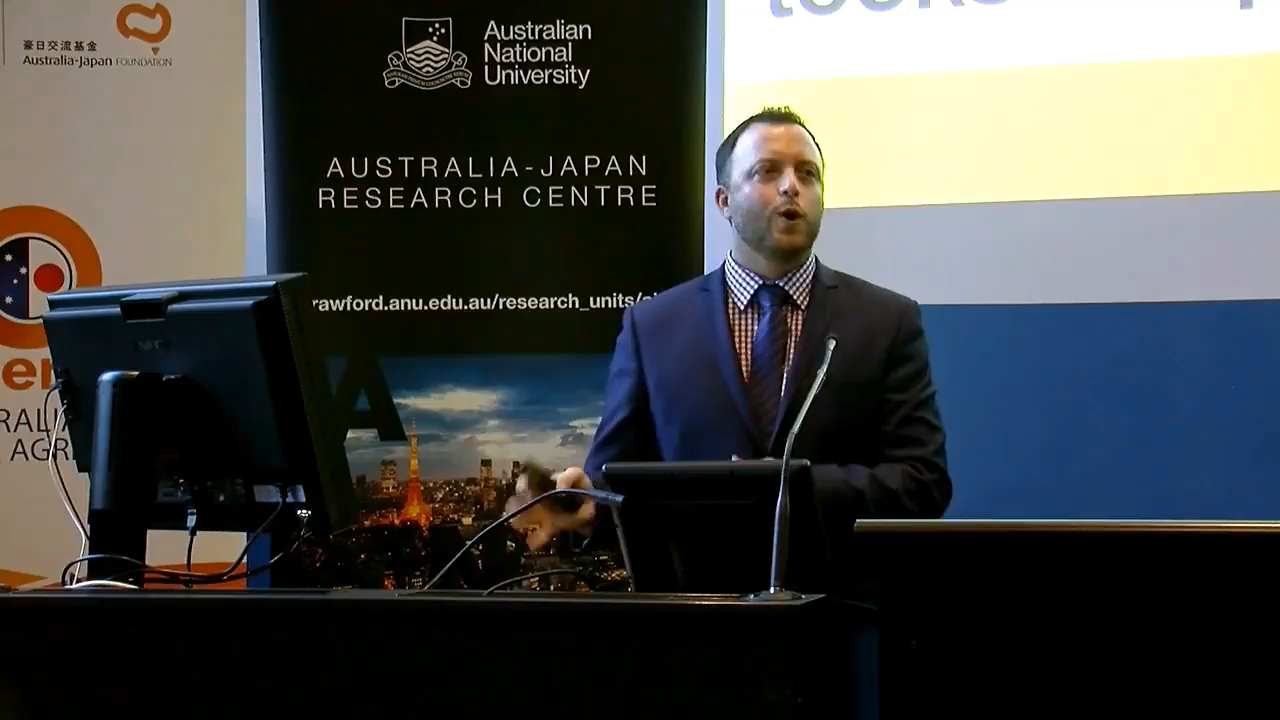 豪日交流基金
Australia-Japan FOUNDATION
Australian
National
University
AUSTRALIA-JAPAN
RESEARCH CENTRE
rawford.anu.edu.au/research_units/aj
NEC